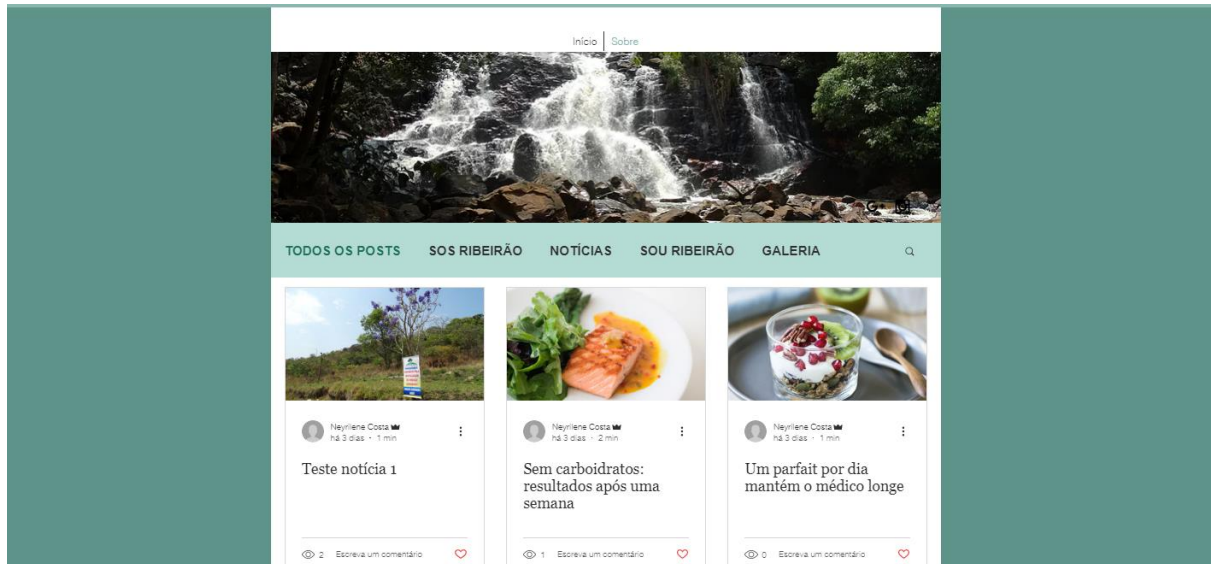 Início
Sobre
TODOS OS POSTS
SOS RIBEIRÃO
NOTÍCIAS
SOU RIBEIRÃO
GALERIA
Neyrilene Costa
há 3 dias · 1 min
Teste notícia 1
2 Escreva um comentário
Neyrilene Costa
há 3 dias · 2 min
Sem carboidratos:
resultados após uma
semana
1 Escreva um comentário
Neyrilene Costa
há 3 dias · 1 min
Um parfait por dia
mantém o médico longe
0 Escreva um comentário